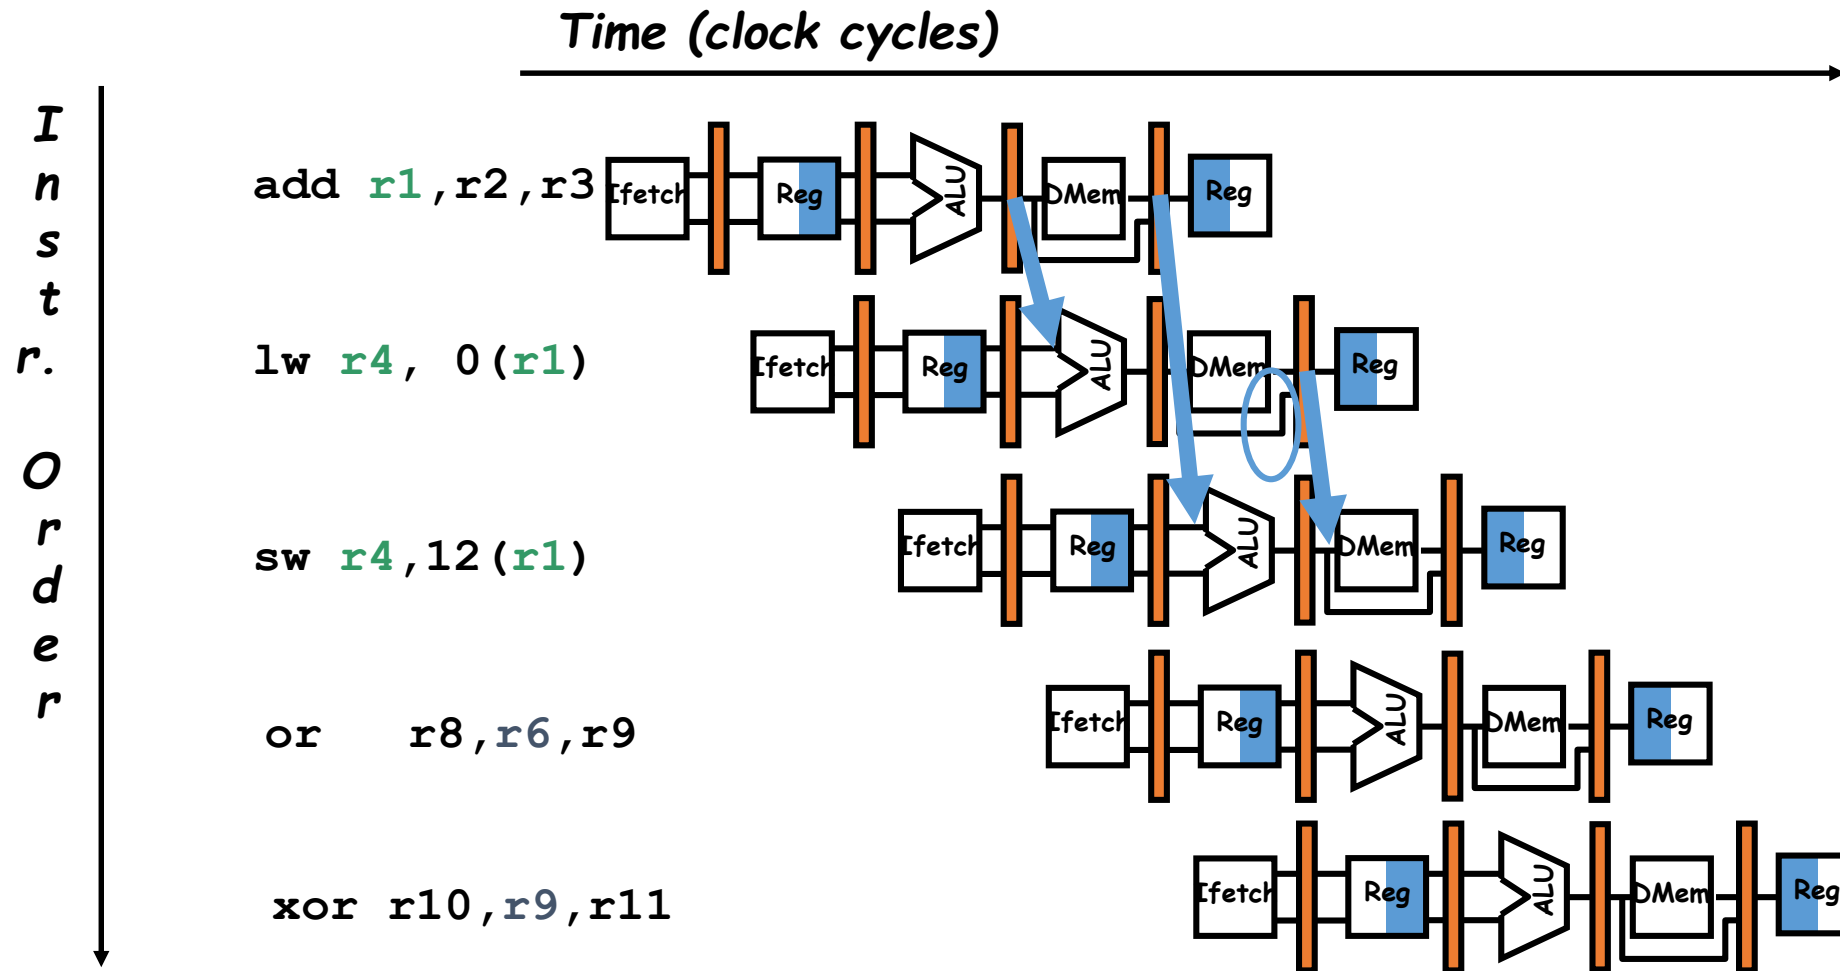 Time (clock cycles)
Instr. Order
add r1,r2,r3
Ifetch Reg ALU DMem Reg
lw r4, 0(r1)
Ifetch Reg ALU DMem Reg
sw r4,12(r1)
Ifetch Reg ALU DMem Reg
or r8,r6,r9
Ifetch Reg ALU DMem Reg
xor r10,r9,r11
Ifetch Reg ALU DMem Reg